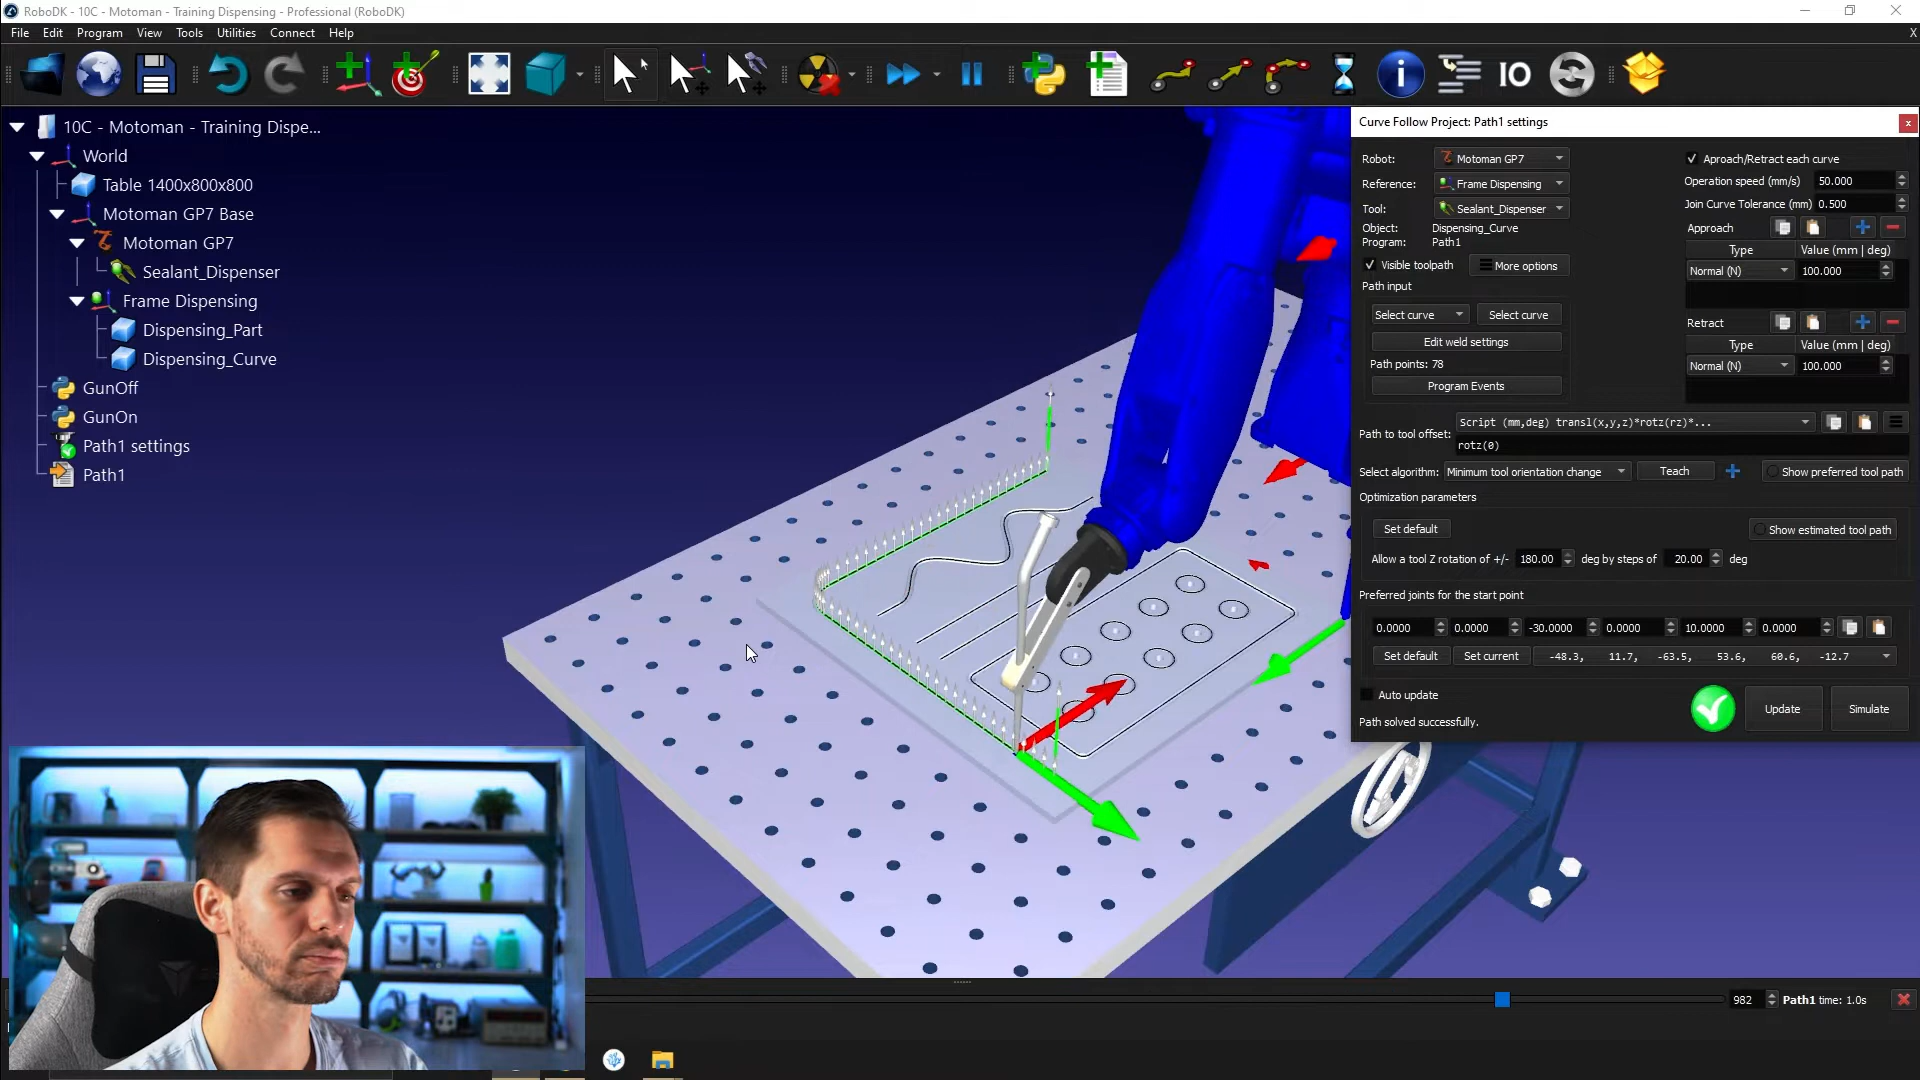 RoboDK - 10C - Motoman - Training Dispensing - Professional (RoboDK)
File Edit Program View Tools Utilities Connect Help X
IO
10C - Motoman - Training Dispe...
World
Table 1400x800x800
Motoman GP7 Base
Motoman GP7
Sealant_Dispenser
Frame Dispensing
Dispensing_Part
Dispensing_Curve
GunOff
GunOn
Path1 settings
Path1
Curve Follow Project: Path1 settings
Robot: Motoman GP7
Reference: Frame Dispensing
Tool: Sealant_Dispenser
Object: Dispensing_Curve
Program: Path1
Visible toolpath More options
Path input
Select curve Select curve
Edit weld settings
Path points: 78
Program Events
Aproach/Retract each curve
Operation speed (mm/s) 50.000
Join Curve Tolerance (mm) 0.500
Approach
Type Value (mm | deg)
Normal (N) 100.000
Retract
Type Value (mm | deg)
Normal (N) 100.000
Path to tool offset: Script (mm,deg) transl(x,y,z)*rotz(rz)*...
rotz(0)
Select algorithm: Minimum tool orientation change Teach Show preferred tool path
Optimization parameters
Set default Show estimated tool path
Allow a tool Z rotation of +/- 180.00 deg by steps of 20.00 deg
Preferred joints for the start point
0.0000 0.0000 -30.0000 0.0000 10.0000 0.0000
Set default Set current -48.3, 11.7, -63.5, 53.6, 60.6, -12.7
Auto update
Path solved successfully.
Update Simulate
982 Path1 time: 1.0s